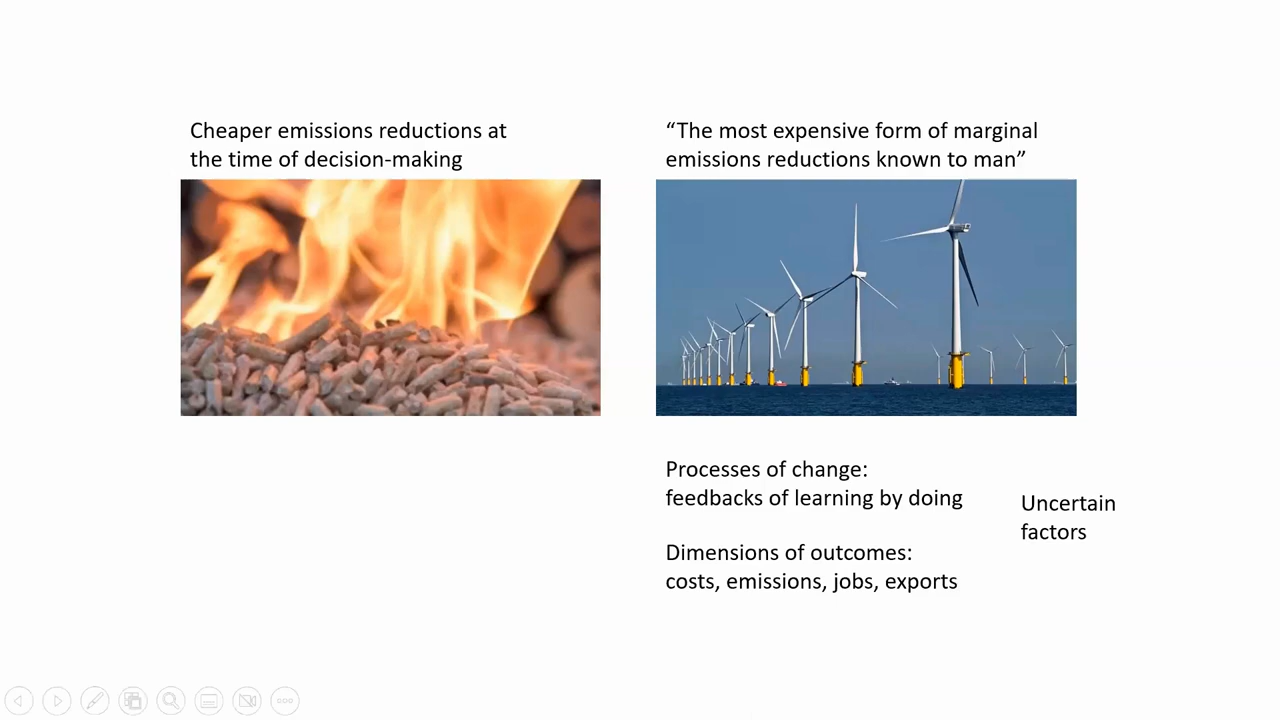 Cheaper emissions reductions at
the time of decision-making
“The most expensive form of marginal
emissions reductions known to man”
Processes of change:
feedbacks of learning by doing
Dimensions of outcomes:
costs, emissions, jobs, exports
Uncertain
factors